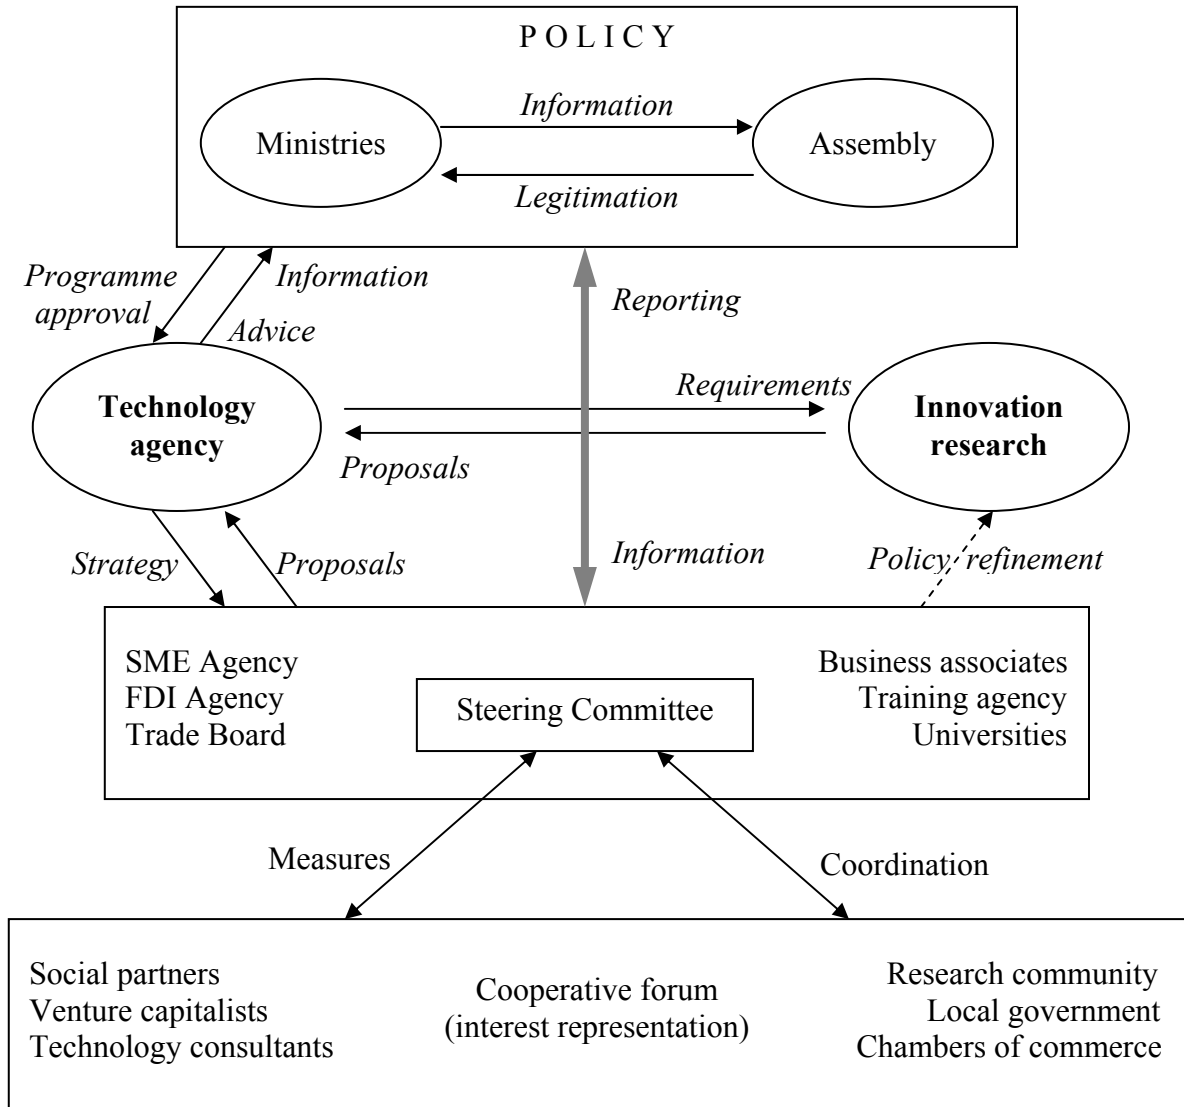 P O L I C Y
Information
Ministries
Assembly
Legitimation
Programme
approval
Information
Advice
Reporting
Technology
agency
Requirements
Proposals
Innovation
research
Strategy
Proposals
Information
Policy refinement
SME Agency
FDI Agency
Trade Board
Steering Committee
Business associates
Training agency
Universities
Measures
Coordination
Social partners
Venture capitalists
Technology consultants
Cooperative forum
(interest representation)
Research community
Local government
Chambers of commerce